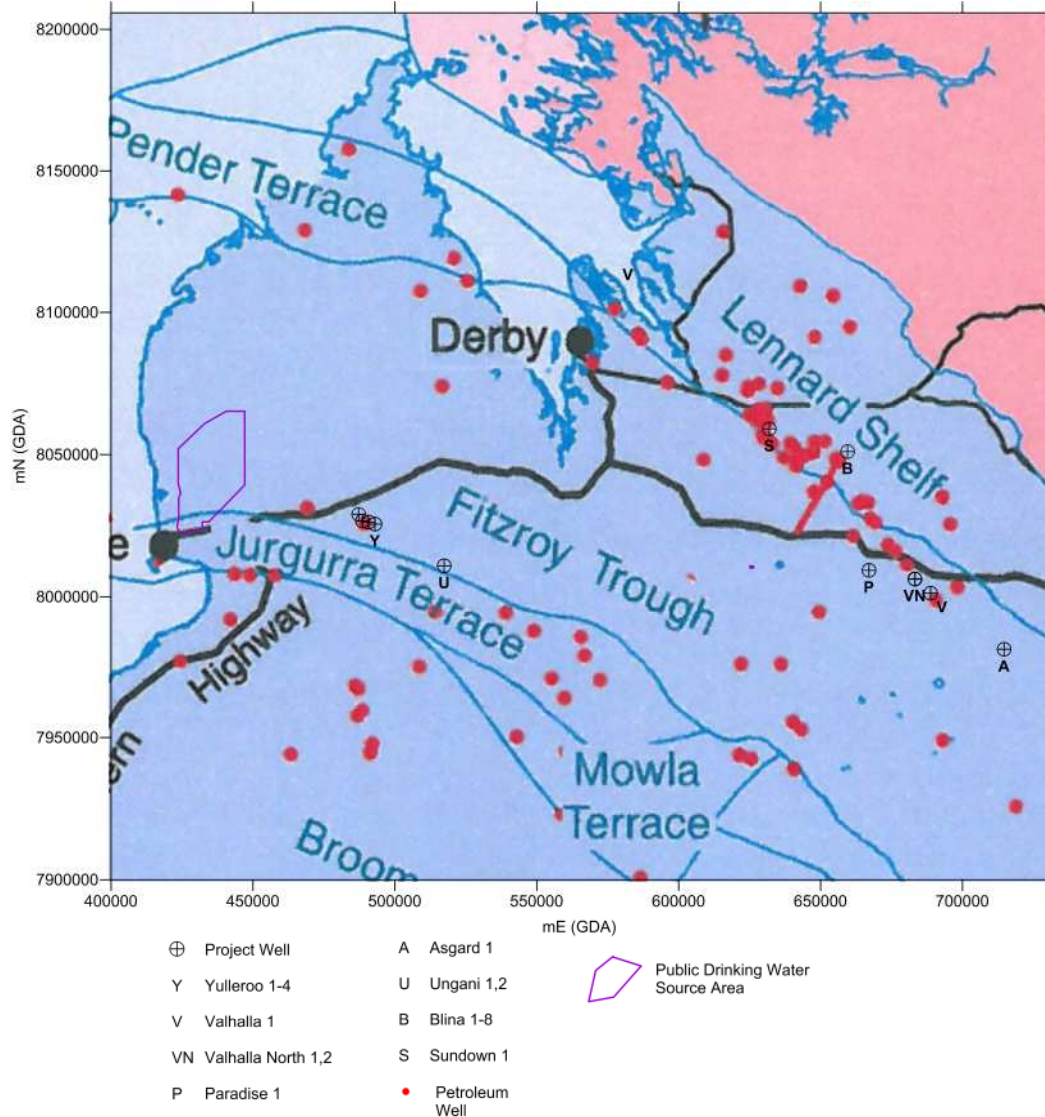 8200000
8150000
8100000
8050000
8000000
7950000
7900000
mN (GDA)
Pender Terrace
V
Derby
Lennard Shelf
S
B
Fitzroy Trough
e
Y
Jurgurra Terrace
U
P
VN
V
A
Highway
ern
Mowla
Terrace
Broom
400000
450000
500000
550000
600000
650000
700000
mE (GDA)
Project Well
A Asgard 1
Public Drinking Water
Source Area
Y Yulleroo 1-4
U Ungani 1,2
V Valhalla 1
B Blina 1-8
VN Valhalla North 1,2
S Sundown 1
P Paradise 1
Petroleum
Well